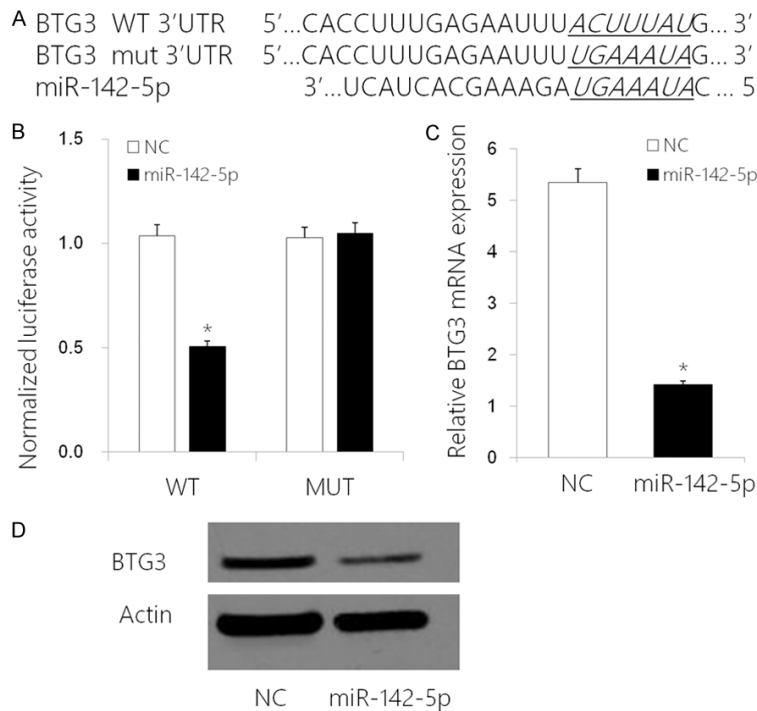 A
BTG3 WT 3'UTR 5'...CACCUUUGAGAAUUUACUUUAUG... 3'
BTG3 mut 3'UTR 5'...CACCUUUGAGAAUUUUGAAAUAG... 3'
miR-142-5p 3'...UCAUCACGAAAGAUGAAAUAC ... 5
B
Normalized luciferase activity
1.5
1.0
0.5
0.0
NC
miR-142-5p
*
WT MUT
C
Relative BTG3 mRNA expression
6
5
4
3
2
1
0
NC
miR-142-5p
*
NC miR-142-5p
D
BTG3
Actin
NC miR-142-5p